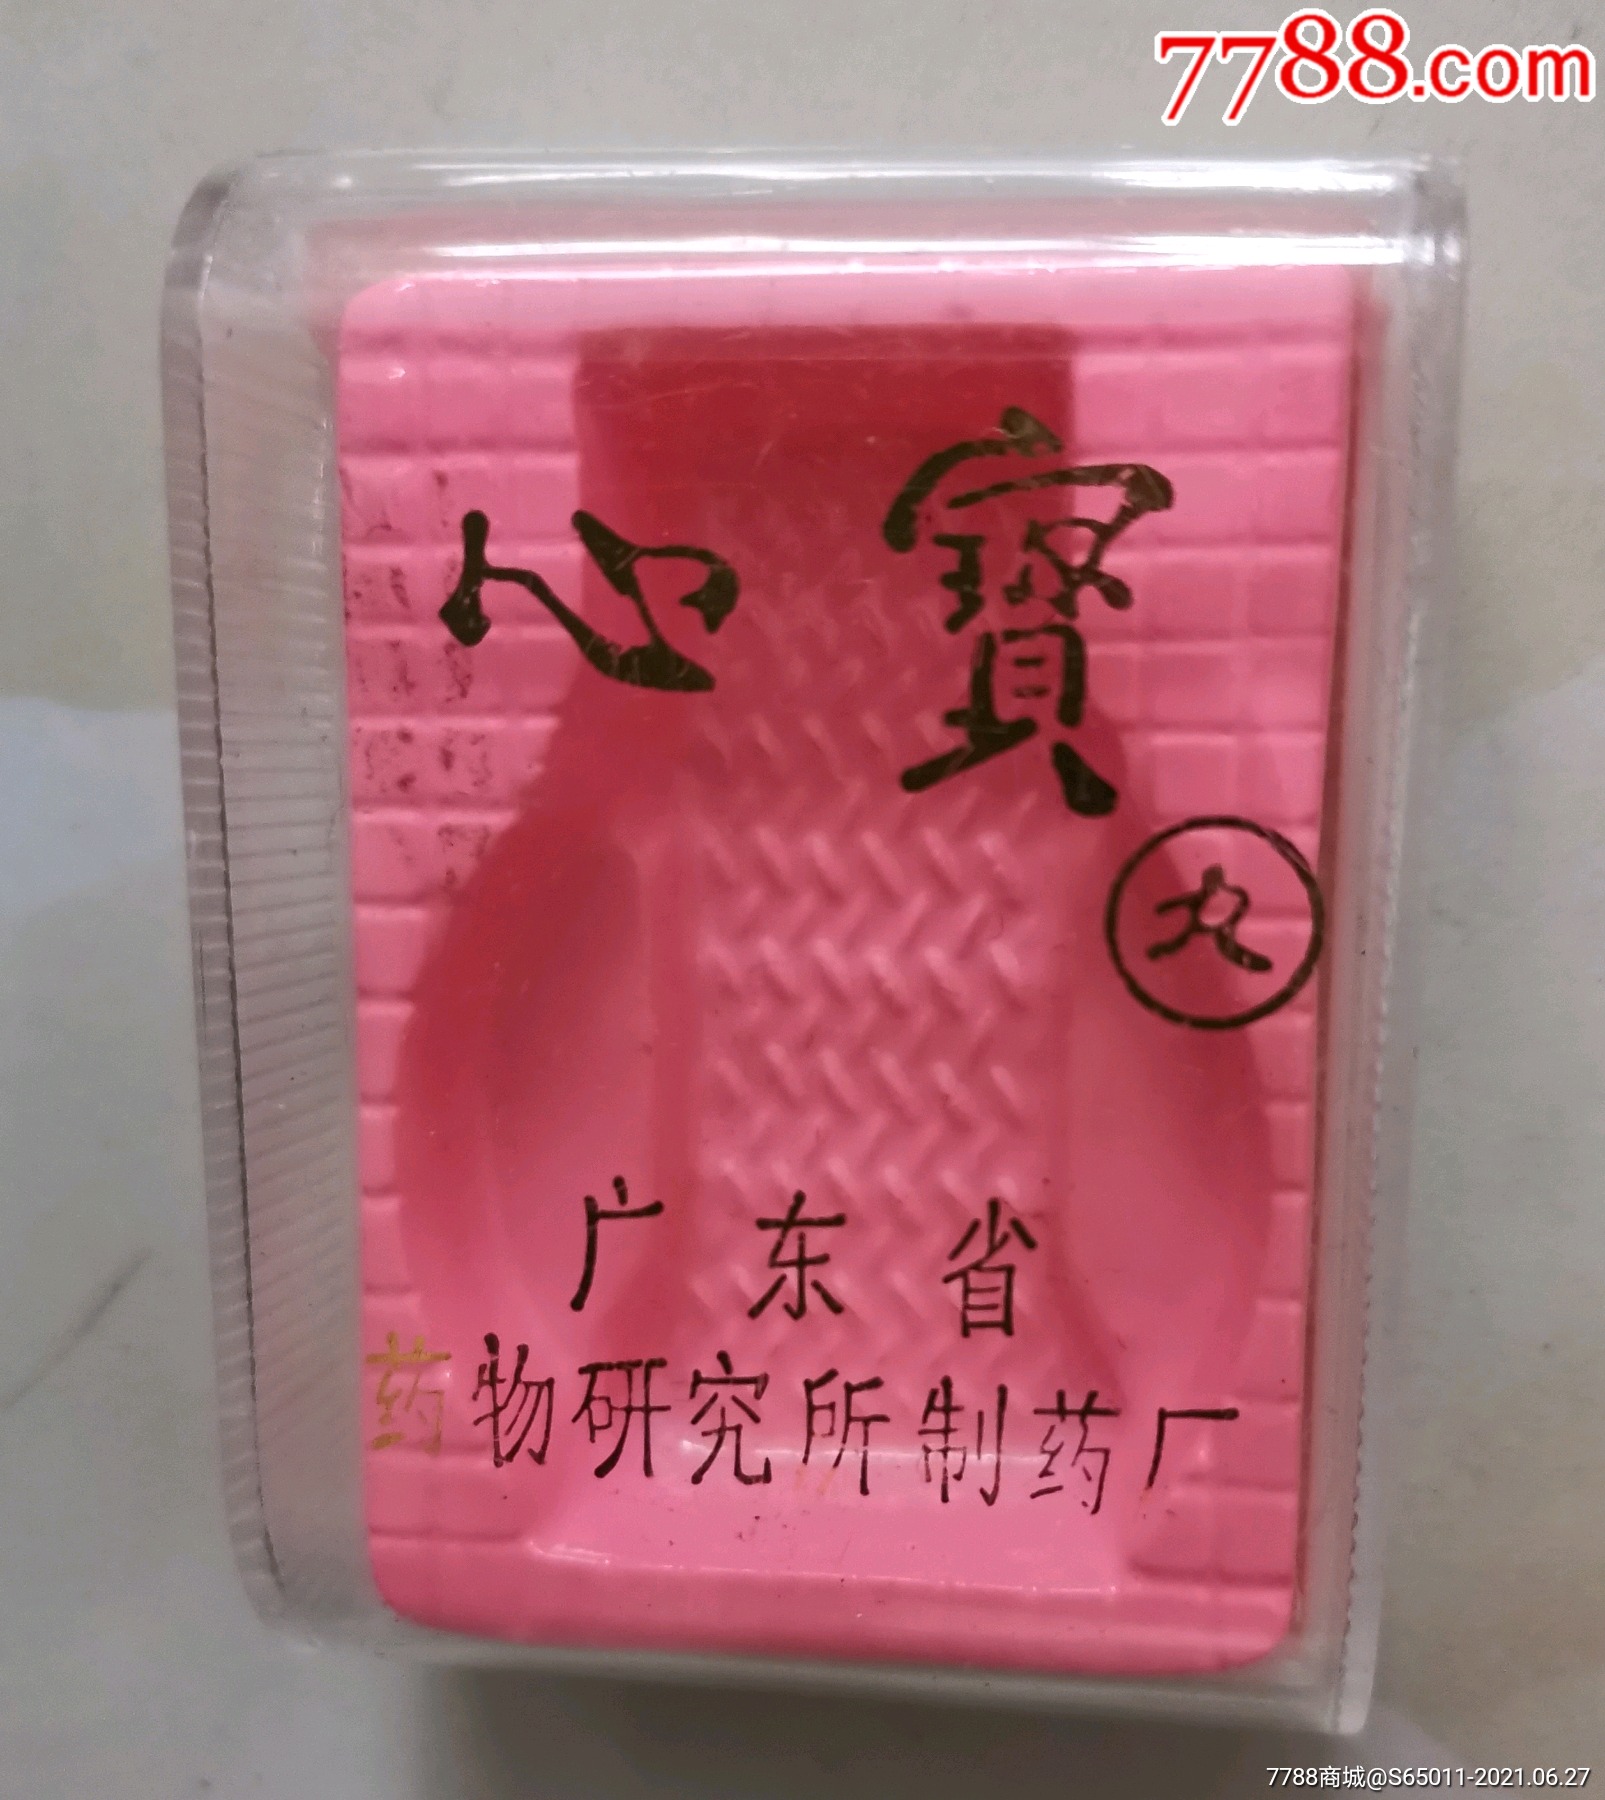 7788.com
心寶
丸
广东省
药物研究所制药厂
7788商城@S65011-2021.06.27